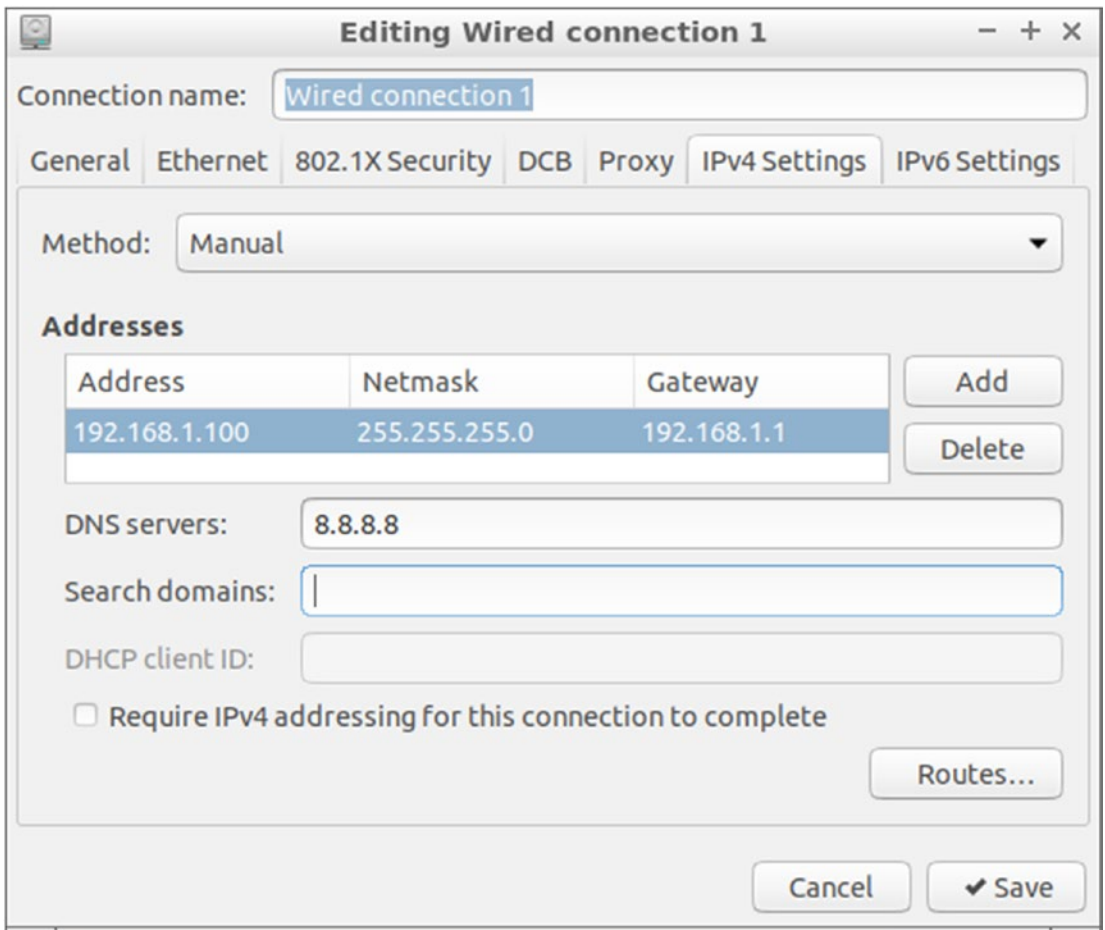 Editing Wired connection 1
Connection name: Wired connection 1
General Ethernet 802.1X Security DCB Proxy IPv4 Settings IPv6 Settings
Method: Manual
Addresses
Address Netmask Gateway Add
192.168.1.100 255.255.255.0 192.168.1.1
Delete
DNS servers: 8.8.8.8
Search domains:
DHCP client ID:
Require IPv4 addressing for this connection to complete
Routes...
Cancel Save